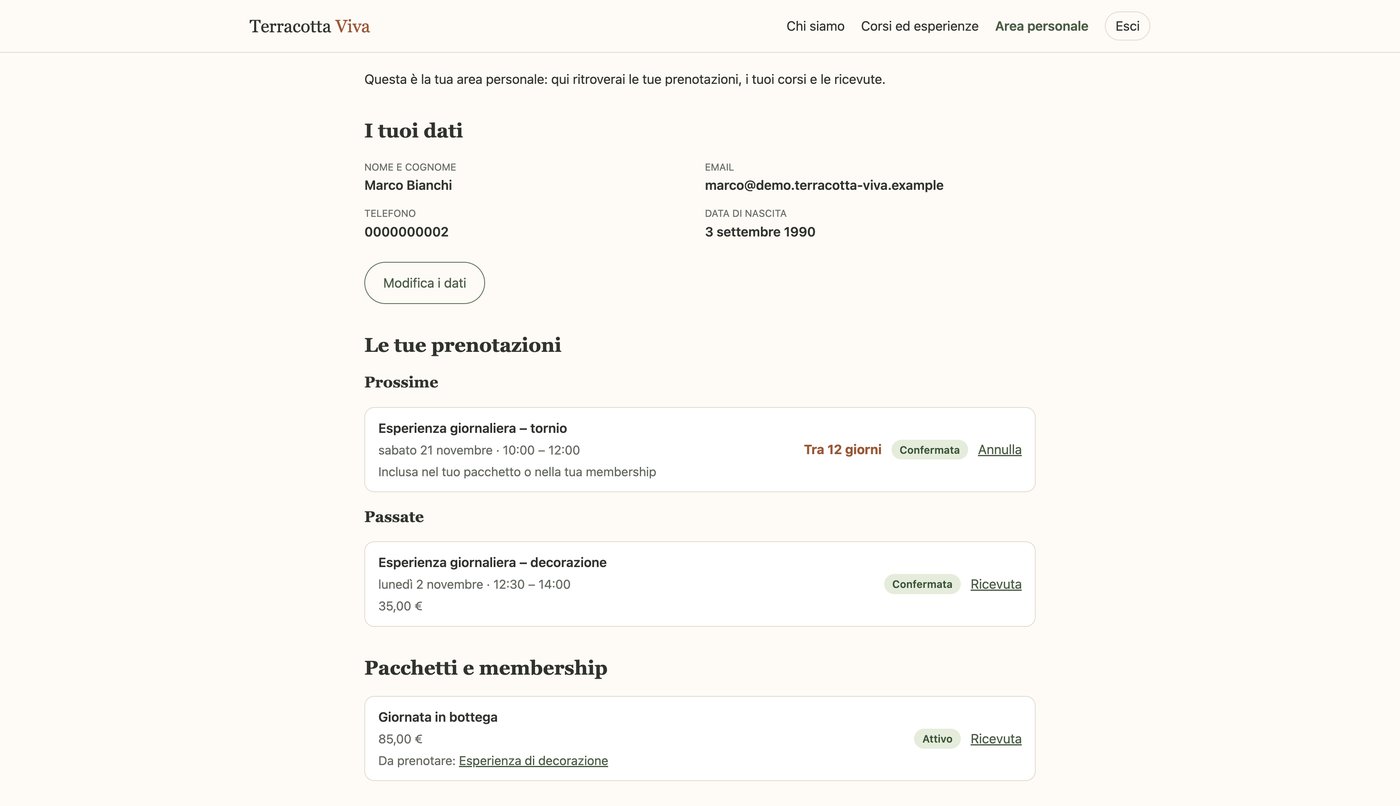 Terracotta Viva
Chi siamo
Corsi ed esperienze
Area personale
Esci
Questa è la tua area personale: qui ritroverai le tue prenotazioni, i tuoi corsi e le ricevute.
I tuoi dati
NOME E COGNOME
Marco Bianchi
EMAIL
marco@demo.terracotta-viva.example
TELEFONO
0000000002
DATA DI NASCITA
3 settembre 1990
Modifica i dati
Le tue prenotazioni
Prossime
Esperienza giornaliera – tornio
sabato 21 novembre · 10:00 – 12:00
Inclusa nel tuo pacchetto o nella tua membership
Tra 12 giorni
Confermata
Annulla
Passate
Esperienza giornaliera – decorazione
lunedì 2 novembre · 12:30 – 14:00
35,00 €
Confermata
Ricevuta
Pacchetti e membership
Giornata in bottega
85,00 €
Da prenotare: Esperienza di decorazione
Attivo
Ricevuta